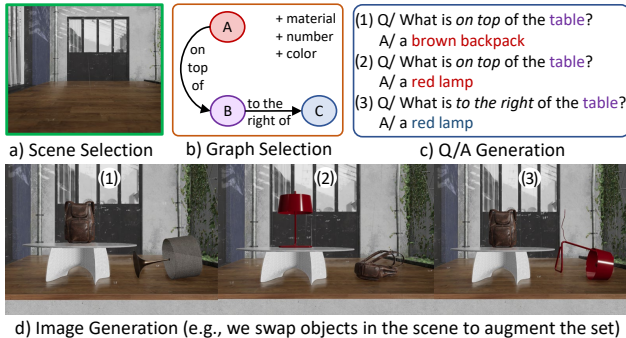 A
B
C
on
top
of
to the
right of
+ material
+ number
+ color
(1) Q/ What is on top of the table?
A/ a brown backpack
(2) Q/ What is on top of the table?
A/ a red lamp
(3) Q/ What is to the right of the table?
A/ a red lamp
a) Scene Selection
b) Graph Selection
c) Q/A Generation
(1)
(2)
(3)
d) Image Generation (e.g., we swap objects in the scene to augment the set)